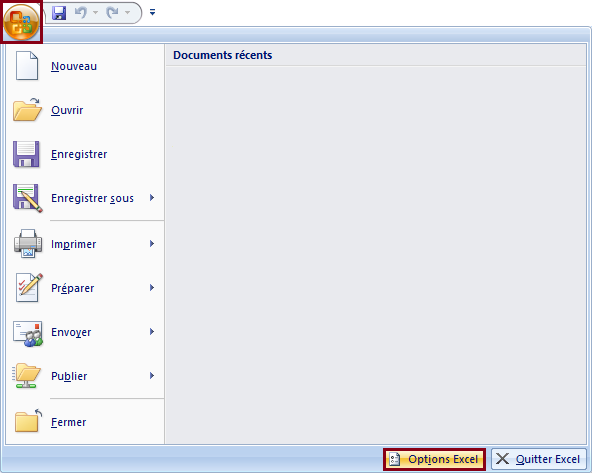 Documents récents
Nouveau
Ouvrir
Enregistrer
Enregistrer sous
Imprimer
Préparer
Envoyer
Publier
Fermer
Options Excel
Quitter Excel